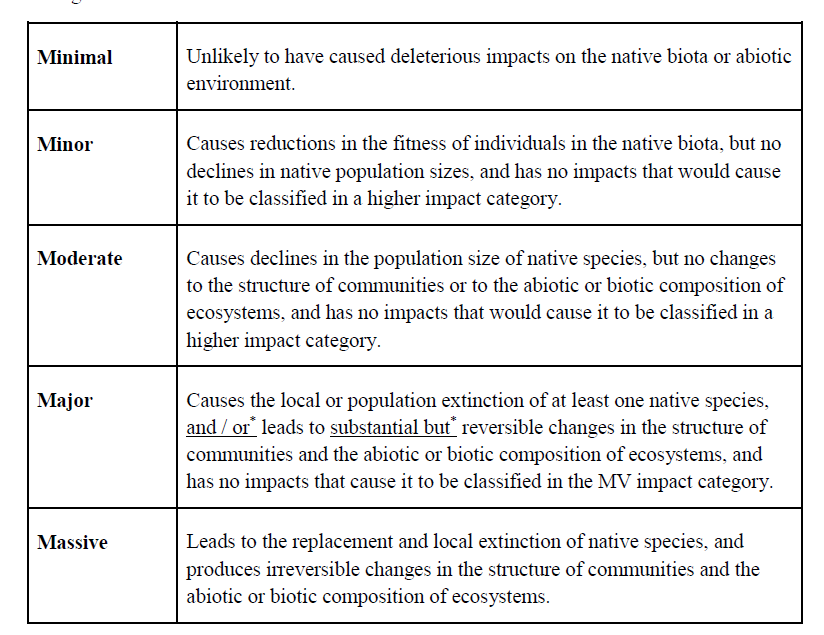 Minimal
Unlikely to have caused deleterious impacts on the native biota or abiotic
environment.
Minor
Causes reductions in the fitness of individuals in the native biota, but no
declines in native population sizes, and has no impacts that would cause
it to be classified in a higher impact category.
Moderate
Causes declines in the population size of native species, but no changes
to the structure of communities or to the abiotic or biotic composition of
ecosystems, and has no impacts that would cause it to be classified in a
higher impact category.
Major
Causes the local or population extinction of at least one native species,
and / or* leads to substantial but* reversible changes in the structure of
communities and the abiotic or biotic composition of ecosystems, and
has no impacts that cause it to be classified in the MV impact category.
Massive
Leads to the replacement and local extinction of native species, and
produces irreversible changes in the structure of communities and the
abiotic or biotic composition of ecosystems.